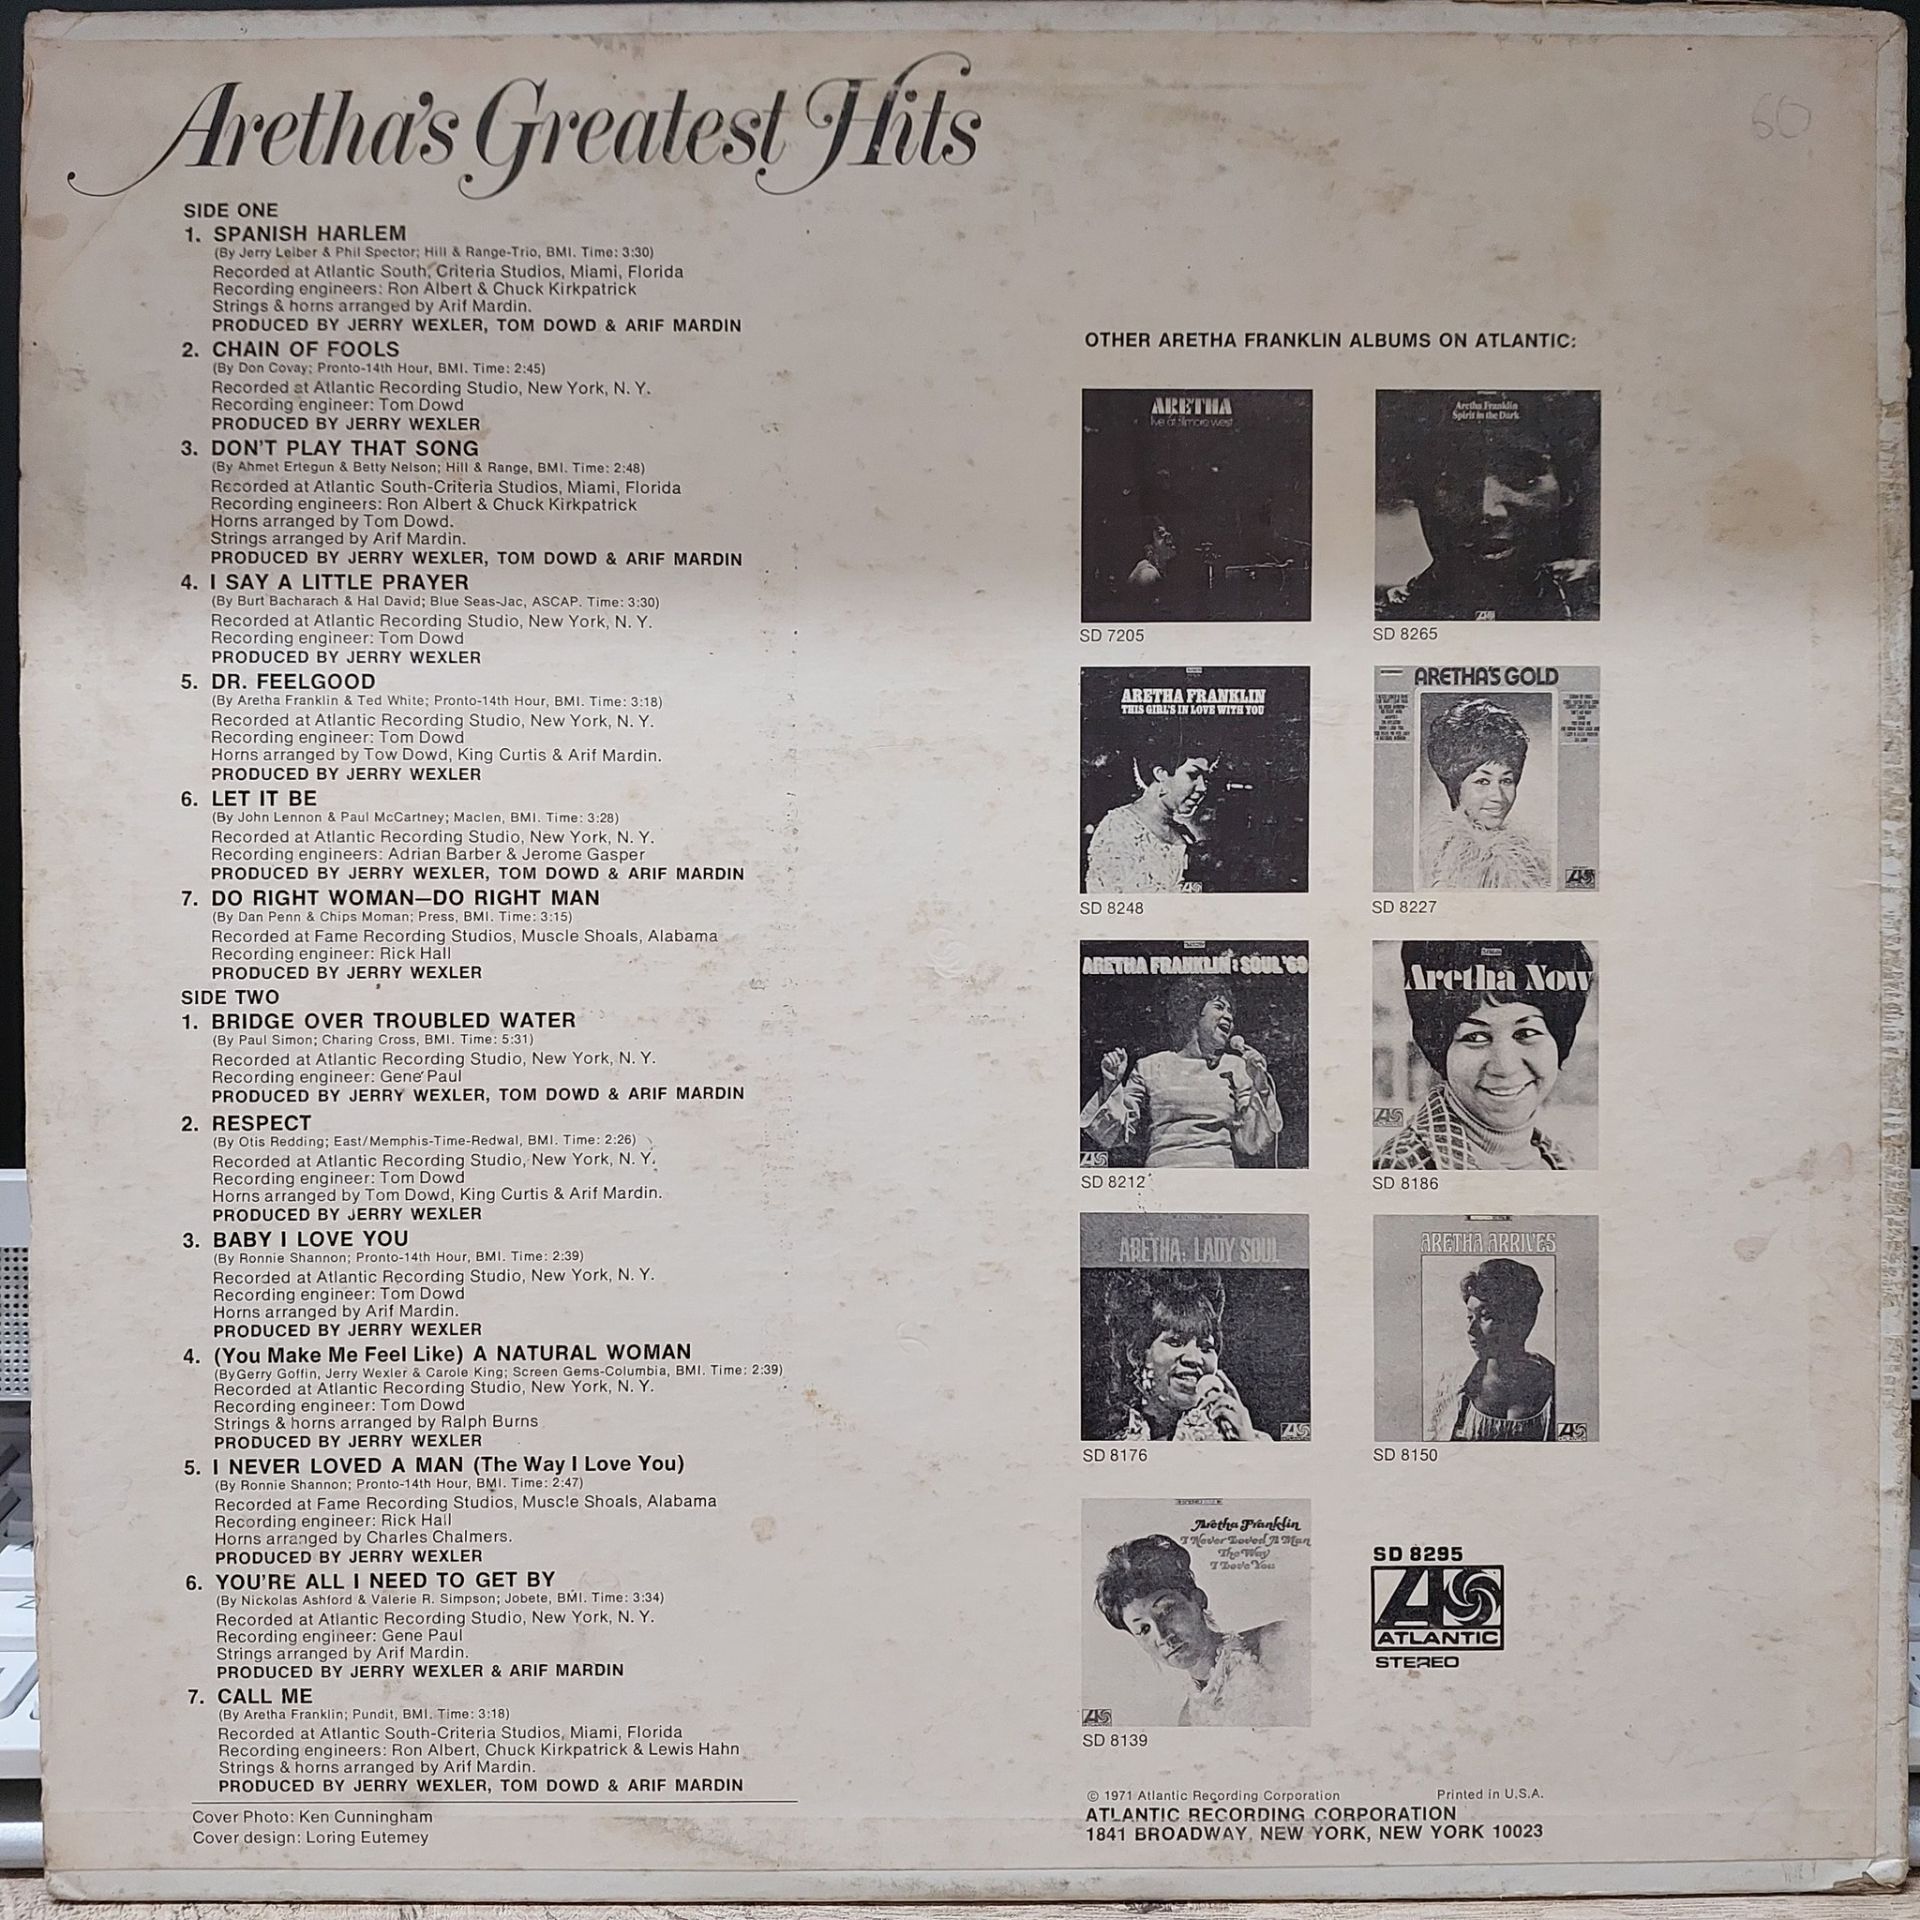 Aretha's Greatest Hits
60
SIDE ONE
1. SPANISH HARLEM
(By Jerry Leiber & Phil Spector; Hill & Range-Trio, BMI. Time: 3:30)
Recorded at Atlantic South, Criteria Studios, Miami, Florida
Recording engineers: Ron Albert & Chuck Kirkpatrick
Strings & horns arranged by Arif Mardin.
PRODUCED BY JERRY WEXLER, TOM DOWD & ARIF MARDIN
2. CHAIN OF FOOLS
(By Don Covay; Pronto-14th Hour, BMI. Time: 2:45)
Recorded at Atlantic Recording Studio, New York, N. Y.
Recording engineer: Tom Dowd
PRODUCED BY JERRY WEXLER
3. DON'T PLAY THAT SONG
(By Ahmet Ertegun & Betty Nelson; Hill & Range, BMI. Time: 2:48)
Recorded at Atlantic South-Criteria Studios, Miami, Florida
Recording engineers: Ron Albert & Chuck Kirkpatrick
Horns arranged by Tom Dowd.
Strings arranged by Arif Mardin.
PRODUCED BY JERRY WEXLER, TOM DOWD & ARIF MARDIN
4. I SAY A LITTLE PRAYER
(By Burt Bacharach & Hal David; Blue Seas-Jac, ASCAP. Time: 3:30)
Recorded at Atlantic Recording Studio, New York, N. Y.
Recording engineer: Tom Dowd
PRODUCED BY JERRY WEXLER
5. DR. FEELGOOD
(By Aretha Franklin & Ted White; Pronto-14th Hour, BMI. Time: 3:18)
Recorded at Atlantic Recording Studio, New York, N. Y.
Recording engineer: Tom Dowd
Horns arranged by Tow Dowd, King Curtis & Arif Mardin.
PRODUCED BY JERRY WEXLER
6. LET IT BE
(By John Lennon & Paul McCartney; Maclen, BMI. Time: 3:28)
Recorded at Atlantic Recording Studio, New York, N. Y.
Recording engineers: Adrian Barber & Jerome Gasper
PRODUCED BY JERRY WEXLER, TOM DOWD & ARIF MARDIN
7. DO RIGHT WOMAN—DO RIGHT MAN
(By Dan Penn & Chips Moman; Press, BMI. Time: 3:15)
Recorded at Fame Recording Studios, Muscle Shoals, Alabama
Recording engineer: Rick Hall
PRODUCED BY JERRY WEXLER
SIDE TWO
1. BRIDGE OVER TROUBLED WATER
(By Paul Simon; Charing Cross, BMI. Time: 5:31)
Recorded at Atlantic Recording Studio, New York, N. Y.
Recording engineer: Gene Paul
PRODUCED BY JERRY WEXLER, TOM DOWD & ARIF MARDIN
2. RESPECT
(By Otis Redding; East/Memphis-Time-Redwal, BMI. Time: 2:26)
Recorded at Atlantic Recording Studio, New York, N. Y.
Recording engineer: Tom Dowd
Horns arranged by Tom Dowd, King Curtis & Arif Mardin.
PRODUCED BY JERRY WEXLER
3. BABY I LOVE YOU
(By Ronnie Shannon; Pronto-14th Hour, BMI. Time: 2:39)
Recorded at Atlantic Recording Studio, New York, N. Y.
Recording engineer: Tom Dowd
Horns arranged by Arif Mardin.
PRODUCED BY JERRY WEXLER
4. (You Make Me Feel Like) A NATURAL WOMAN
(ByGerry Goffin, Jerry Wexler & Carole King; Screen Gems-Columbia, BMI. Time: 2:39)
Recorded at Atlantic Recording Studio, New York, N. Y.
Recording engineer: Tom Dowd
Strings & horns arranged by Ralph Burns
PRODUCED BY JERRY WEXLER
5. I NEVER LOVED A MAN (The Way I Love You)
(By Ronnie Shannon; Pronto-14th Hour, BMI. Time: 2:47)
Recorded at Fame Recording Studios, Muscle Shoals, Alabama
Recording engineer: Rick Hall
Horns arranged by Charles Chalmers.
PRODUCED BY JERRY WEXLER
6. YOU'RE ALL I NEED TO GET BY
(By Nickolas Ashford & Valerie R. Simpson; Jobete, BMI. Time: 3:34)
Recorded at Atlantic Recording Studio, New York, N. Y.
Recording engineer: Gene Paul
Strings arranged by Arif Mardin.
PRODUCED BY JERRY WEXLER & ARIF MARDIN
7. CALL ME
(By Aretha Franklin; Pundit, BMI. Time: 3:18)
Recorded at Atlantic South-Criteria Studios, Miami, Florida
Recording engineers: Ron Albert, Chuck Kirkpatrick & Lewis Hahn
Strings & horns arranged by Arif Mardin.
PRODUCED BY JERRY WEXLER, TOM DOWD & ARIF MARDIN
Cover Photo: Ken Cunningham
Cover design: Loring Eutemey
OTHER ARETHA FRANKLIN ALBUMS ON ATLANTIC:
ARETHA
live at fillmore west
SD 7205
Aretha Franklin
Spirit in the Dark
SD 8265
ARETHA FRANKLIN
THIS GIRL'S IN LOVE WITH YOU
SD 8248
ARETHA'S GOLD
SD 8227
ARETHA FRANKLIN: SOUL '69
SD 8212
Aretha Now
SD 8186
ARETHA: LADY SOUL
SD 8176
ARETHA ARRIVES
SD 8150
Aretha Franklin
I Never Loved A Man
The Way
I Love You
SD 8139
SD 8295
ATLANTIC
STEREO
© 1971 Atlantic Recording Corporation Printed in U.S.A.
ATLANTIC RECORDING CORPORATION
1841 BROADWAY, NEW YORK, NEW YORK 10023